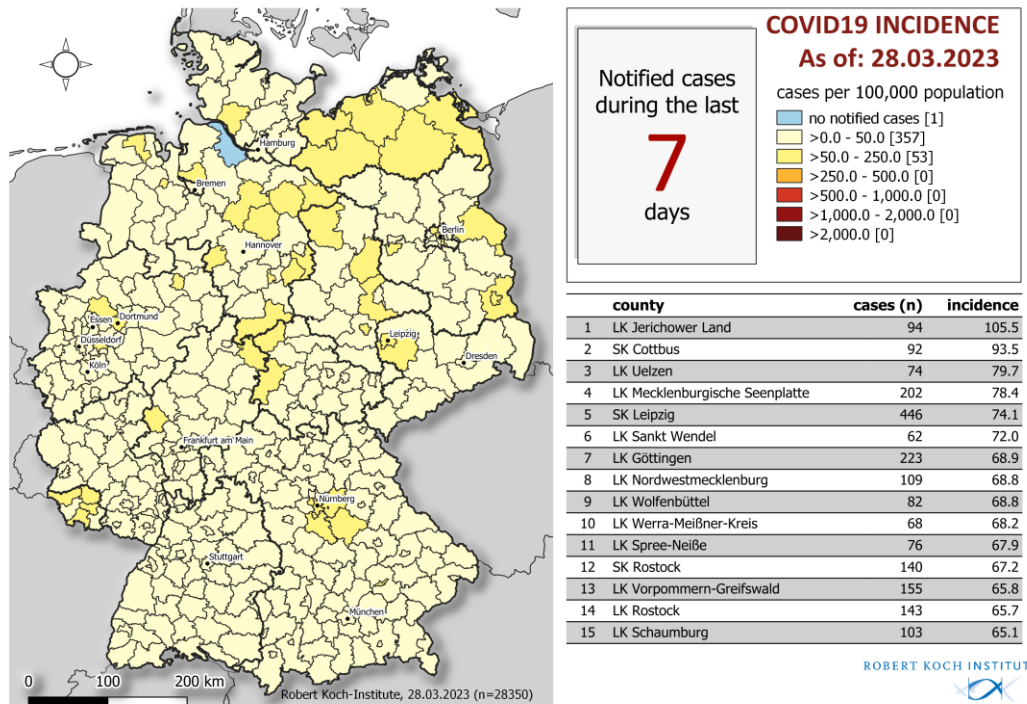 Hamburg
Bremen
Berlin
Hannover
Essen
Dortmund
Düsseldorf
Köln
Leipzig
Dresden
Frankfurt am Main
Nürnberg
Stuttgart
München
0 100 200 km
Robert Koch-Institute, 28.03.2023 (n=28350)
Notified cases
during the last
7
days
COVID19 INCIDENCE
As of: 28.03.2023
cases per 100,000 population
no notified cases [1]
>0.0 - 50.0 [357]
>50.0 - 250.0 [53]
>250.0 - 500.0 [0]
>500.0 - 1,000.0 [0]
>1,000.0 - 2,000.0 [0]
>2,000.0 [0]
county cases (n) incidence
1 LK Jerichower Land 94 105.5
2 SK Cottbus 92 93.5
3 LK Uelzen 74 79.7
4 LK Mecklenburgische Seenplatte 202 78.4
5 SK Leipzig 446 74.1
6 LK Sankt Wendel 62 72.0
7 LK Göttingen 223 68.9
8 LK Nordwestmecklenburg 109 68.8
9 LK Wolfenbüttel 82 68.8
10 LK Werra-Meißner-Kreis 68 68.2
11 LK Spree-Neiße 76 67.9
12 SK Rostock 140 67.2
13 LK Vorpommern-Greifswald 155 65.8
14 LK Rostock 143 65.7
15 LK Schaumburg 103 65.1
ROBERT KOCH INSTITUT